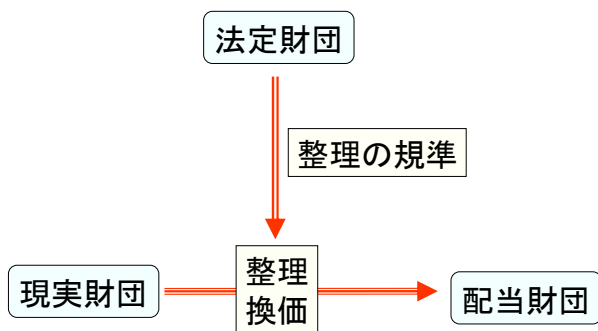 法定財団
整理の規準
現実財団
整理
換価
配当財団